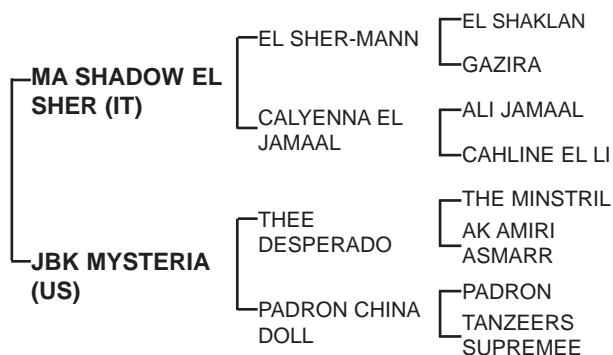 EL SHAKLAN
EL SHER-MANN
GAZIRA
MA SHADOW EL
SHER (IT)
ALI JAMAAL
CALYENNA EL
JAMAAL
CAHLINE EL LI
THE MINSTRIL
THEE
DESPERADO
AK AMIRI
ASMARR
JBK MYSTERIA
(US)
PADRON
PADRON CHINA
DOLL
TANZEERS
SUPREMEE